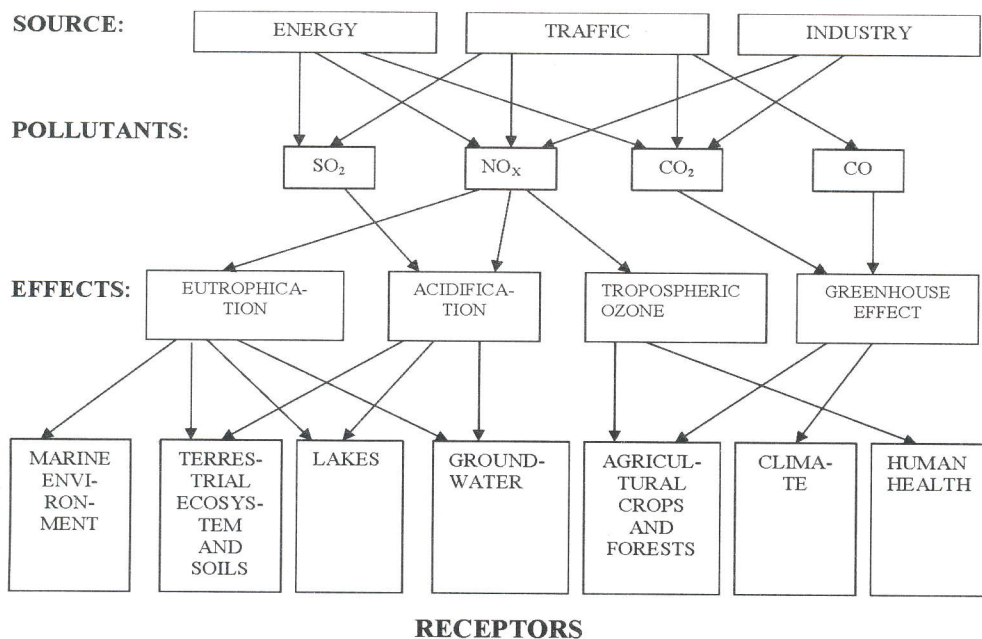 SOURCE:
ENERGY
TRAFFIC
INDUSTRY
POLLUTANTS:
SO₂
NOX
CO₂
CO
EFFECTS:
EUTROPHICA-
TION
ACIDIFICA-
TION
TROPOSPHERIC
OZONE
GREENHOUSE
EFFECT
MARINE
ENVI-
RON-
MENT
TERRES-
TRIAL
ECOSYS-
TEM
AND
SOILS
LAKES
GROUND-
WATER
AGRICUL-
TURAL
CROPS
AND
FORESTS
CLIMA-
TE
HUMAN
HEALTH
RECEPTORS